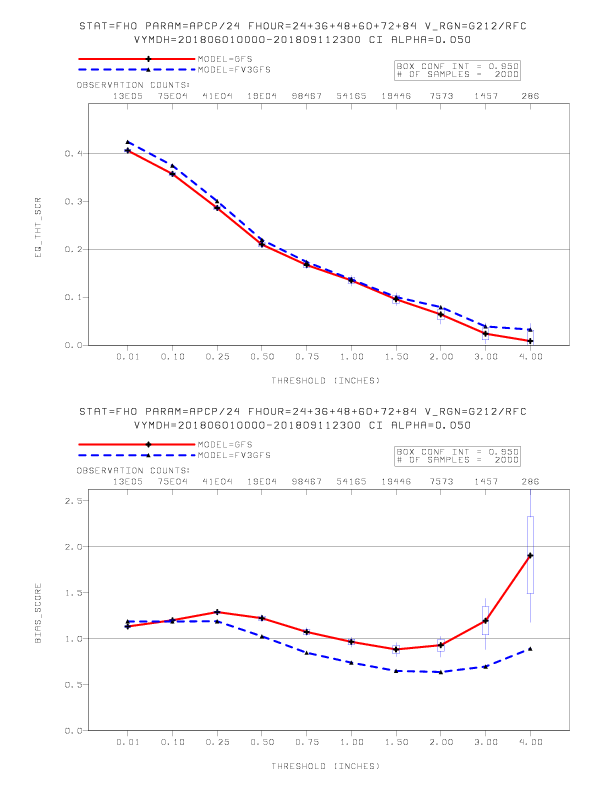 STAT=FHO PARAM=APCP/24 FHOUR=24+36+48+60+72+84 V_RGN=G212/RFC
VYMDH=201806010000-201809112300 CI ALPHA=0.050
MODEL=GFS
MODEL=FV3GFS
BOX CONF INT = 0.950
# OF SAMPLES = 2000
OBSERVATION COUNTS:
13E05 75E04 41E04 19E04 98467 54165 19446 7573 1457 286
0.4
0.3
0.2
0.1
0.0
EQ_THT_SCR
0.01 0.10 0.25 0.50 0.75 1.00 1.50 2.00 3.00 4.00
THRESHOLD (INCHES)
STAT=FHO PARAM=APCP/24 FHOUR=24+36+48+60+72+84 V_RGN=G212/RFC
VYMDH=201806010000-201809112300 CI ALPHA=0.050
MODEL=GFS
MODEL=FV3GFS
BOX CONF INT = 0.950
# OF SAMPLES = 2000
OBSERVATION COUNTS:
13E05 75E04 41E04 19E04 98467 54165 19446 7573 1457 286
2.5
2.0
1.5
1.0
0.5
0.0
BIAS_SCORE
0.01 0.10 0.25 0.50 0.75 1.00 1.50 2.00 3.00 4.00
THRESHOLD (INCHES)